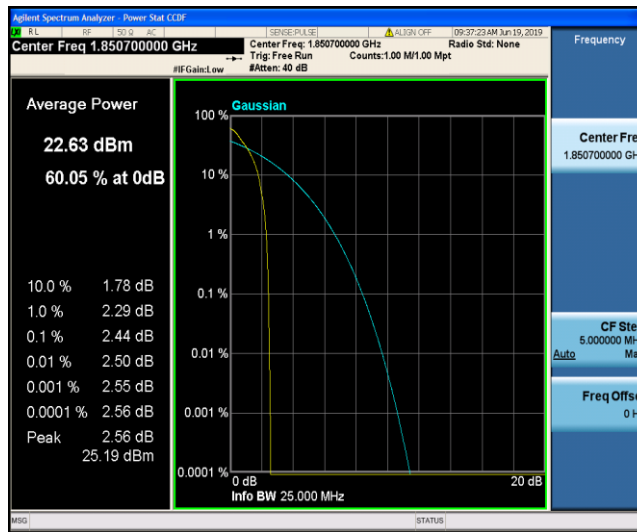 Agilent Spectrum Analyzer - Power Stat CCDF
RL RF 50 Ω AC SENSE:PULSE ALIGN OFF 09:37:23 AM Jun 19, 2019
Center Freq 1.850700000 GHz Center Freq: 1.850700000 GHz Radio Std: None
Trig: Free Run Counts:1.00 M/1.00 Mpt
#IFGain:Low #Atten: 40 dB
Frequency
Average Power
22.63 dBm
60.05 % at 0dB
10.0 % 1.78 dB
1.0 % 2.29 dB
0.1 % 2.44 dB
0.01 % 2.50 dB
0.001 % 2.55 dB
0.0001 % 2.56 dB
Peak 2.56 dB
25.19 dBm
Gaussian
100 %
10 %
1 %
0.1 %
0.01 %
0.001 %
0.0001 %
0 dB 20 dB
Info BW 25.000 MHz
Center Fre
1.850700000 GH
CF Ste
5.000000 MH
Auto Ma
Freq Offse
0 H
MSG STATUS